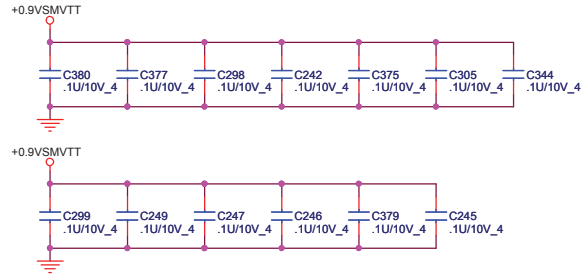 +0.9VSMVTT
C380 C377 C298 C242 C375 C305 C344
.1U/10V_4 .1U/10V_4 .1U/10V_4 .1U/10V_4 .1U/10V_4 .1U/10V_4 .1U/10V_4
+0.9VSMVTT
C299 C249 C247 C246 C379 C245
.1U/10V_4 .1U/10V_4 .1U/10V_4 .1U/10V_4 .1U/10V_4 .1U/10V_4